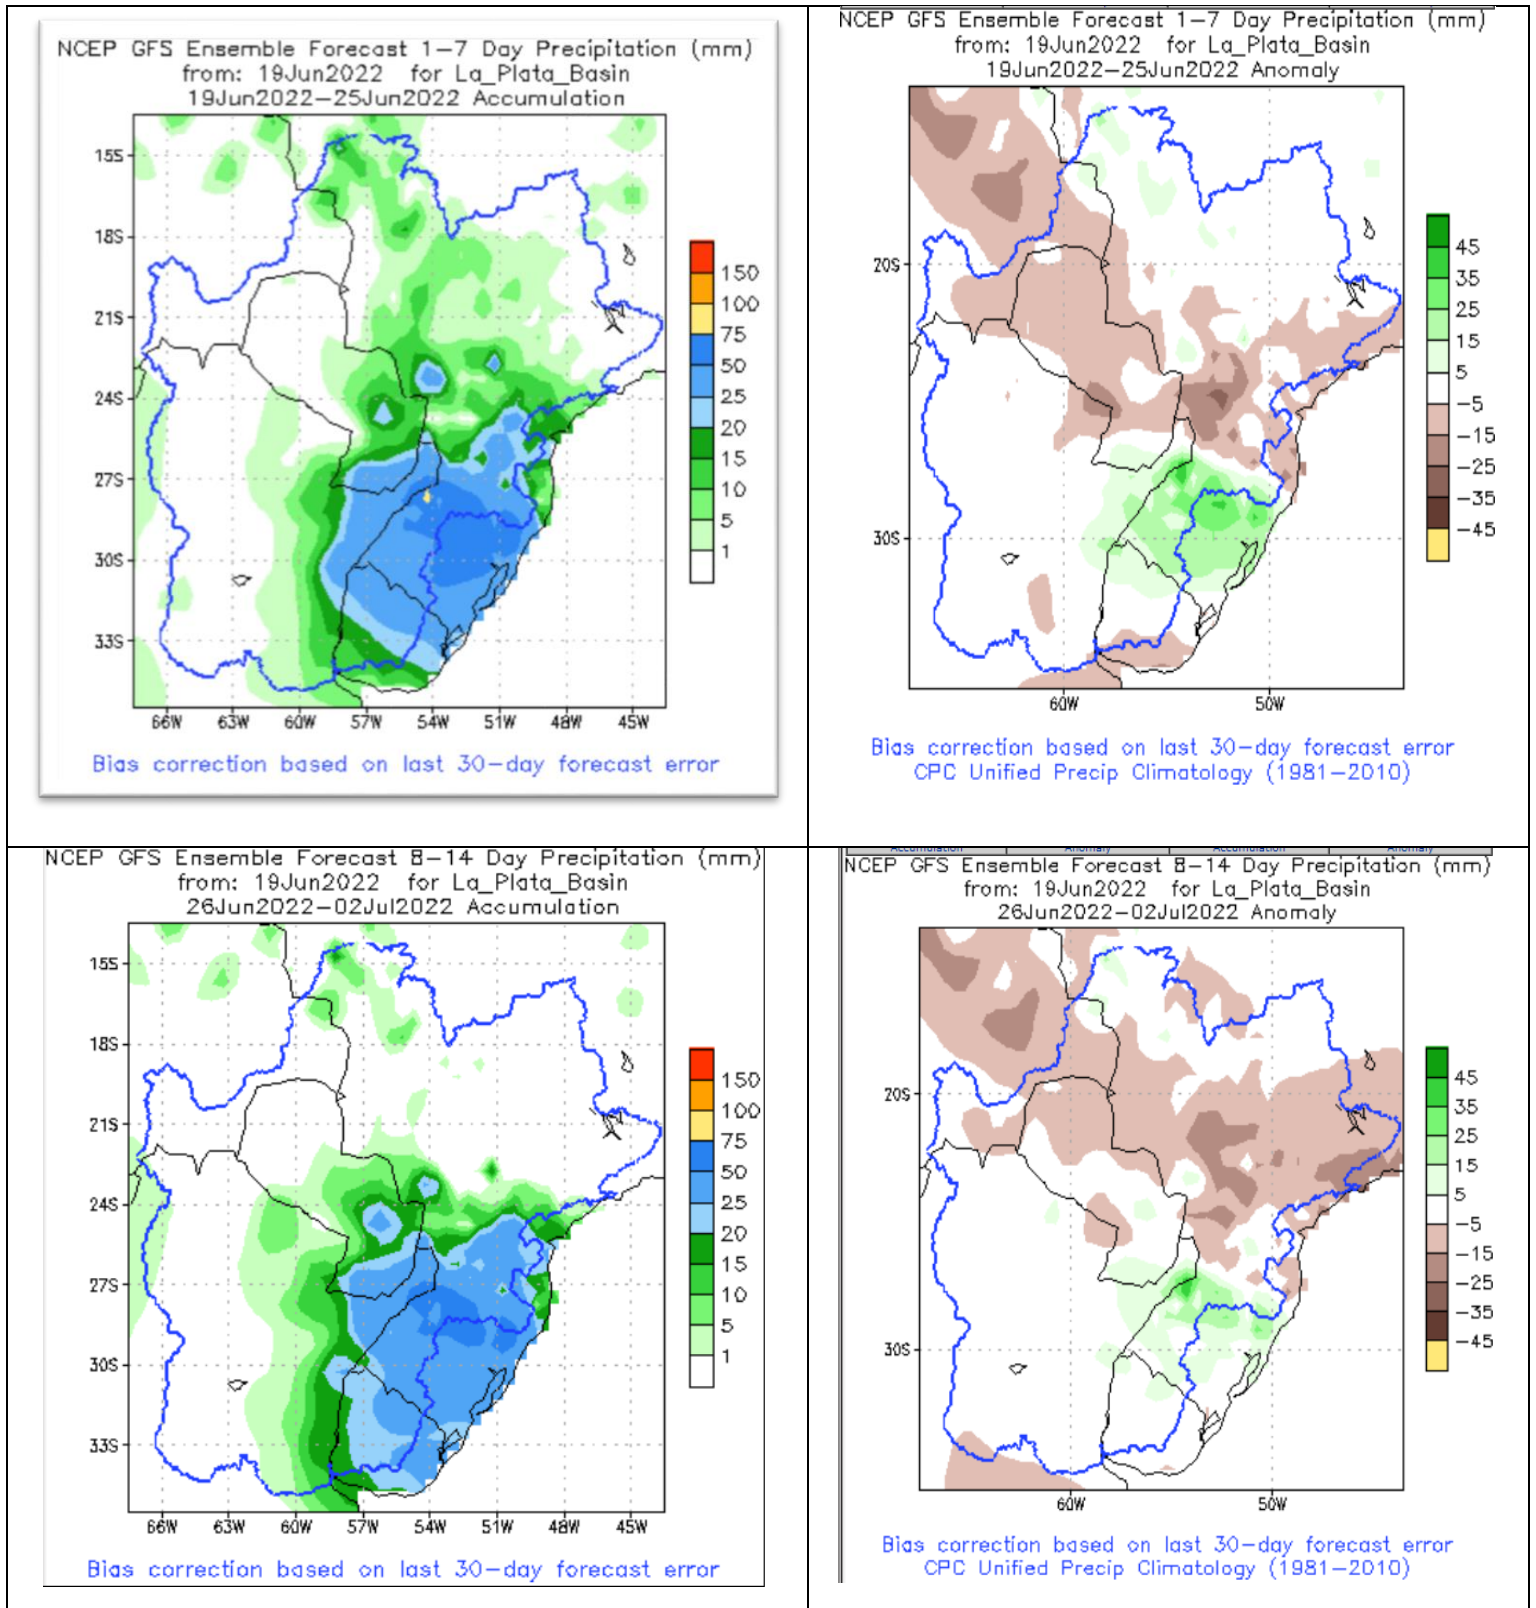 NCEP GFS Ensemble Forecast 1-7 Day Precipitation (mm)
from: 19Jun2022 for La_Plata_Basin
19Jun2022-25Jun2022 Accumulation
15S
18S
21S
24S
27S
30S
33S
66W 63W 60W 57W 54W 51W 48W 45W
150
100
75
50
25
20
15
10
5
1
Bias correction based on last 30-day forecast error
NCEP GFS Ensemble Forecast 1-7 Day Precipitation (mm)
from: 19Jun2022 for La_Plata_Basin
19Jun2022-25Jun2022 Anomaly
20S
30S
60W 50W
45
35
25
15
5
-5
-15
-25
-35
-45
Bias correction based on last 30-day forecast error
CPC Unified Precip Climatology (1981-2010)
NCEP GFS Ensemble Forecast 8-14 Day Precipitation (mm)
from: 19Jun2022 for La_Plata_Basin
26Jun2022-02Jul2022 Accumulation
15S
18S
21S
24S
27S
30S
33S
66W 63W 60W 57W 54W 51W 48W 45W
150
100
75
50
25
20
15
10
5
1
Bias correction based on last 30-day forecast error
Accumulation Anomaly Accumulation Anomaly
NCEP GFS Ensemble Forecast 8-14 Day Precipitation (mm)
from: 19Jun2022 for La_Plata_Basin
26Jun2022-02Jul2022 Anomaly
20S
30S
60W 50W
45
35
25
15
5
-5
-15
-25
-35
-45
Bias correction based on last 30-day forecast error
CPC Unified Precip Climatology (1981-2010)